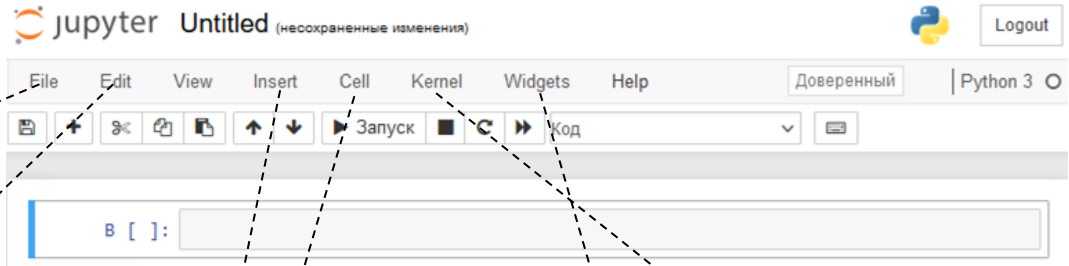 jupyter Untitled (несохраненные изменения) Logout
File Edit View Insert Cell Kernel Widgets Help Доверенный Python 3
Запуск Код
В [ ]: